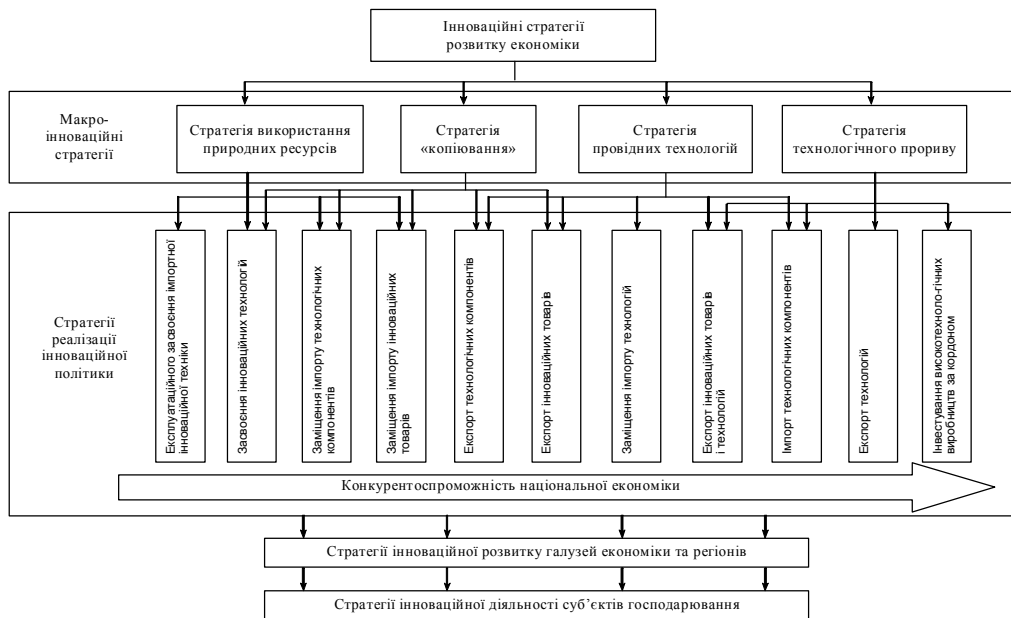 Інноваційні стратегії
розвитку економіки
Макро-
інноваційні
стратегії
Стратегія використання
природних ресурсів
Стратегія
«копіювання»
Стратегія
провідних технологій
Стратегія
технологічного прориву
Стратегії
реалізації
інноваційної
політики
Експлуатаційного засвоєння імпортної
інноваційної техніки
Засвоєння інноваційних технологій
Заміщення імпорту технологічних
компонентів
Заміщення імпорту інноваційних
товарів
Експорт технологічних компонентів
Експорт інноваційних товарів
Заміщення імпорту технологій
Експорт інноваційних товарів
і технологій
Імпорт технологічних компонентів
Експорт технологій
Інвестування високотехноло-гічних
виробництв за кордоном
Конкурентоспроможність національної економіки
Стратегії інноваційної розвитку галузей економіки та регіонів
Стратегії інноваційної діяльності суб’єктів господарювання